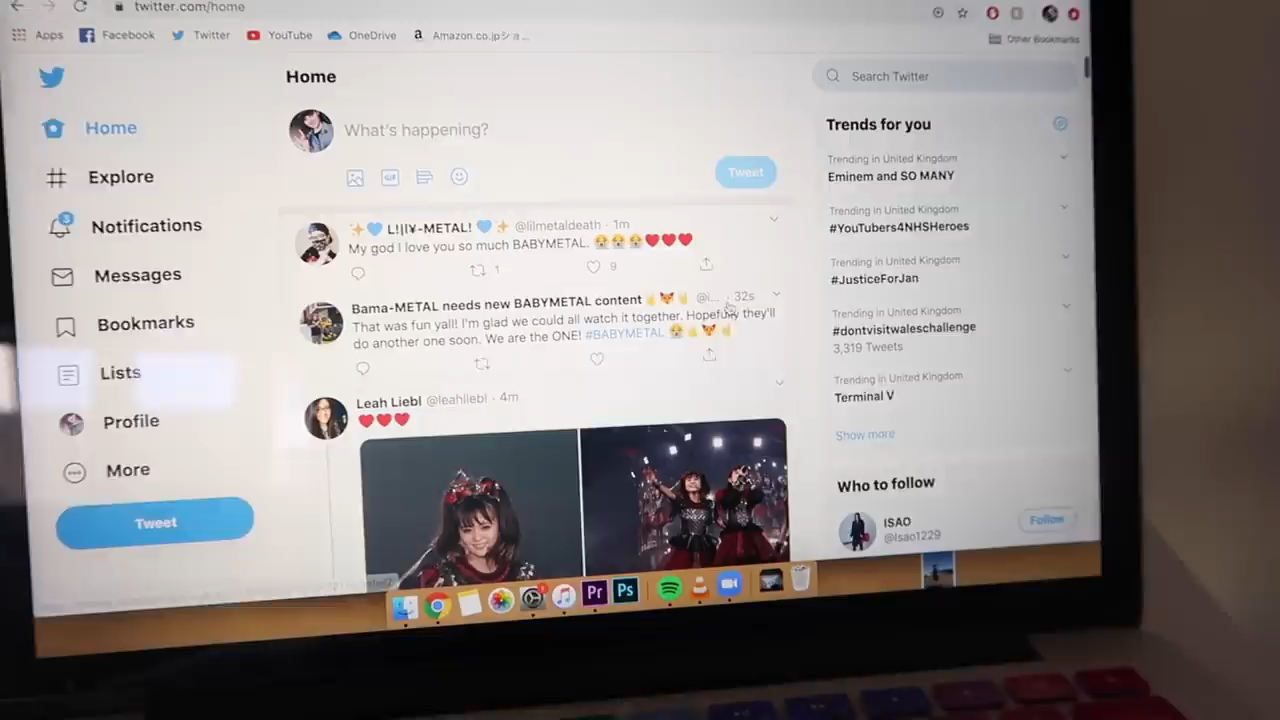 twitter.com/home
Apps Facebook Twitter YouTube OneDrive Amazon.co.jpショ...
Other Bookmarks
Home
Explore
Notifications
3
Messages
Bookmarks
Lists
Profile
More
Tweet
Home
What's happening?
GIF
Tweet
L!|I¥-METAL! @lilmetaldeath · 1m
My god I love you so much BABYMETAL. 😭😭😭❤️❤️❤️
1 9
Bama-METAL needs new BABYMETAL content @i... · 32s
That was fun yall! I'm glad we could all watch it together. Hopefully they'll
do another one soon. We are the ONE! #BABYMETAL
Leah Liebl @leahliebl · 4m
❤️❤️❤️
Search Twitter
Trends for you
Trending in United Kingdom
Eminem and SO MANY
Trending in United Kingdom
#YouTubers4NHSHeroes
Trending in United Kingdom
#JusticeForJan
Trending in United Kingdom
#dontvisitwaleschallenge
3,319 Tweets
Trending in United Kingdom
Terminal V
Show more
Who to follow
ISAO
@Isao1229
Follow
Pr Ps